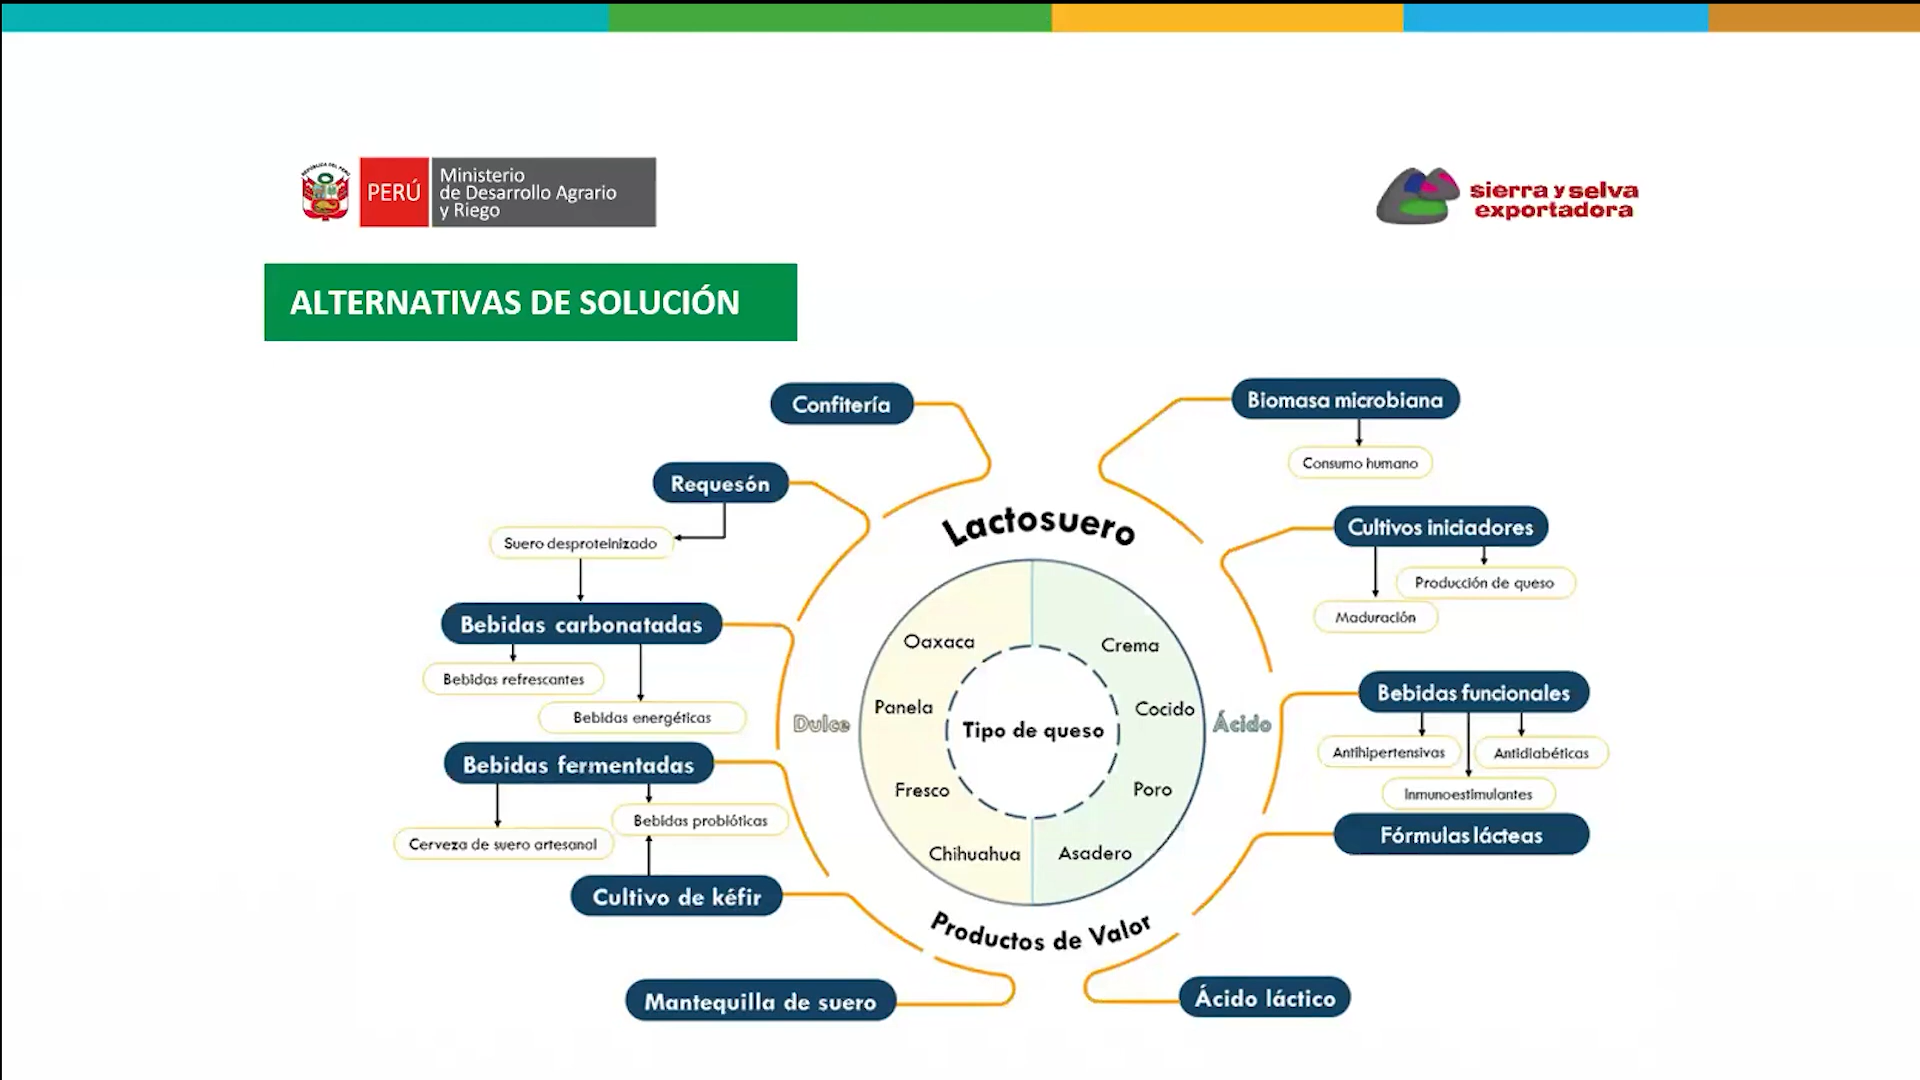 REPÚBLICA DEL PERÚ
PERÚ
Ministerio
de Desarrollo Agrario
y Riego
sierra y selva
exportadora
ALTERNATIVAS DE SOLUCIÓN
Confitería
Requesón
Suero desproteinizado
Bebidas carbonatadas
Bebidas refrescantes
Bebidas energéticas
Bebidas fermentadas
Bebidas probióticas
Cerveza de suero artesanal
Cultivo de kéfir
Mantequilla de suero
Lactosuero
Dulce
Oaxaca
Panela
Fresco
Chihuahua
Tipo de queso
Crema
Cocido
Poro
Asadero
Ácido
Productos de Valor
Biomasa microbiana
Consumo humano
Cultivos iniciadores
Producción de queso
Maduración
Bebidas funcionales
Antihipertensivas
Antidiabéticas
Inmunoestimulantes
Fórmulas lácteas
Ácido láctico